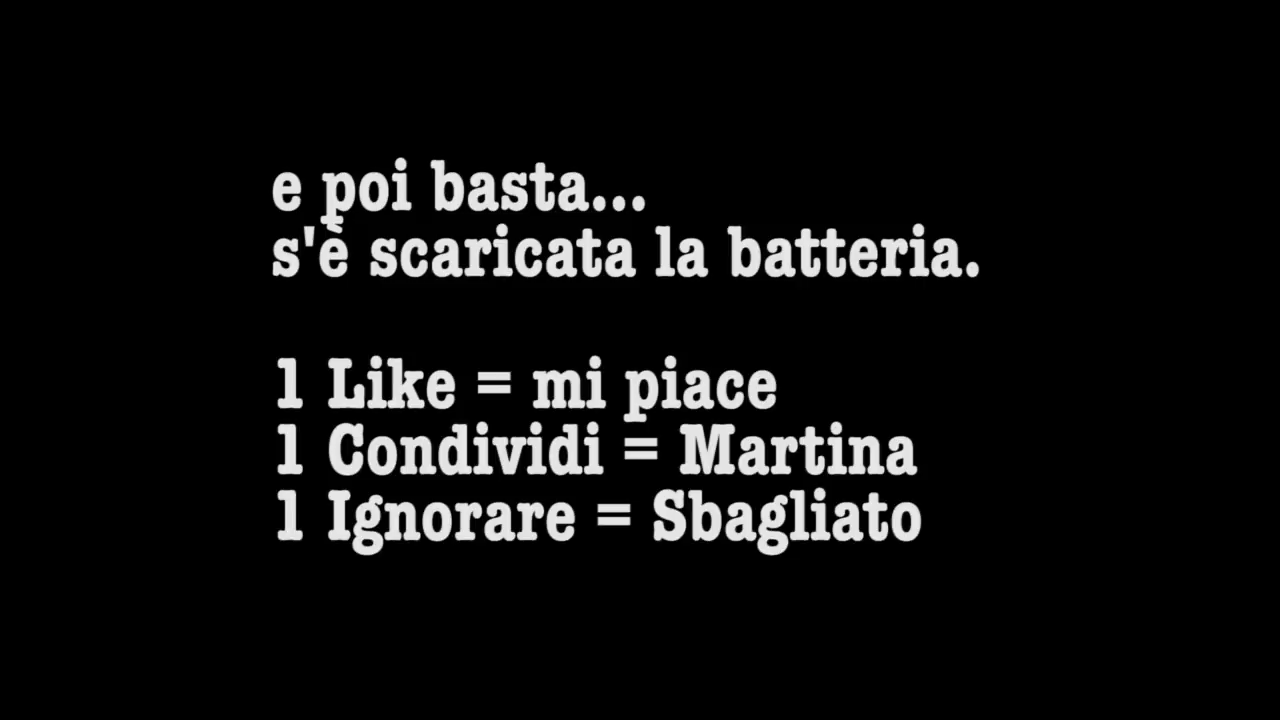 e poi basta...
s'è scaricata la batteria.
1 Like = mi piace
1 Condividi = Martina
1 Ignorare = Sbagliato